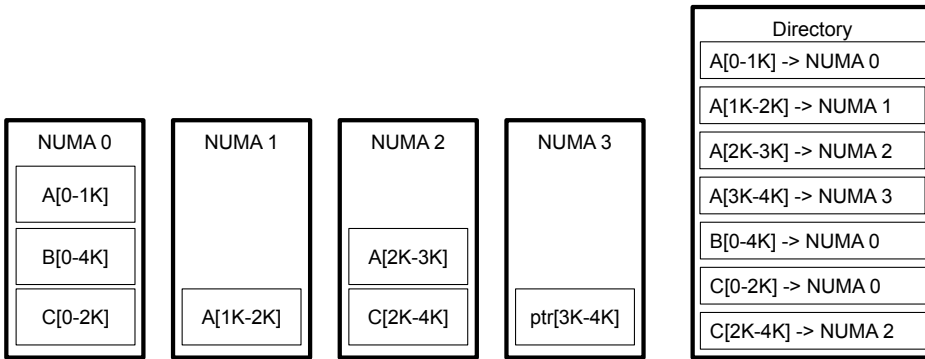 NUMA 0
A[0-1K]
B[0-4K]
C[0-2K]
NUMA 1
A[1K-2K]
NUMA 2
A[2K-3K]
C[2K-4K]
NUMA 3
ptr[3K-4K]
Directory
A[0-1K] -> NUMA 0
A[1K-2K] -> NUMA 1
A[2K-3K] -> NUMA 2
A[3K-4K] -> NUMA 3
B[0-4K] -> NUMA 0
C[0-2K] -> NUMA 0
C[2K-4K] -> NUMA 2